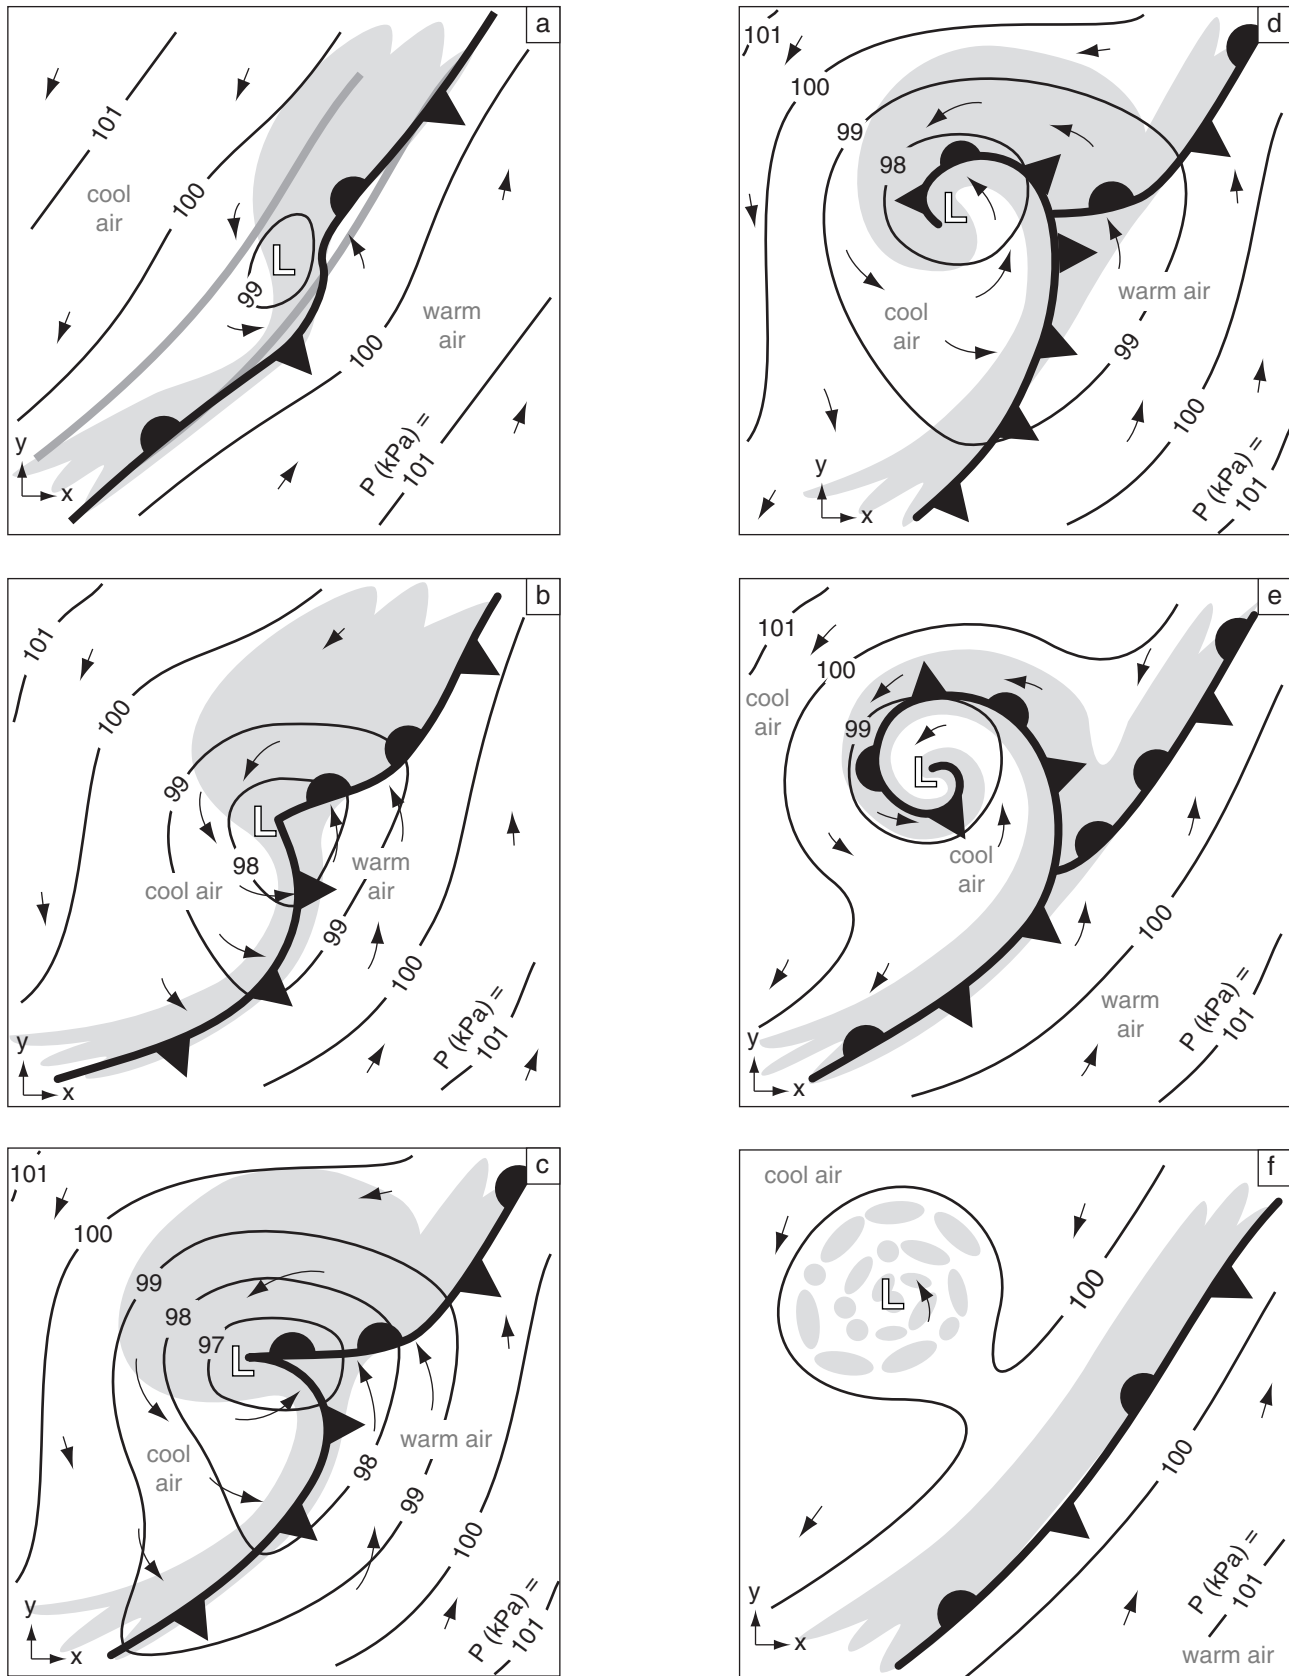 a
101
cool
air
100
L
99
warm
air
100
P (kPa) =
101
y
x
b
101
100
99
L
98
cool air
warm
air
99
100
P (kPa) =
101
y
x
c
101
100
99
98
97
L
cool
air
warm air
98
99
100
P (kPa) =
101
y
x
d
101
100
99
98
L
cool
air
warm air
99
100
P (kPa) =
101
y
x
e
101
100
cool
air
99
L
cool
air
100
warm
air
P (kPa) =
101
y
x
f
cool air
L
100
100
P (kPa) =
101
warm air
y
x